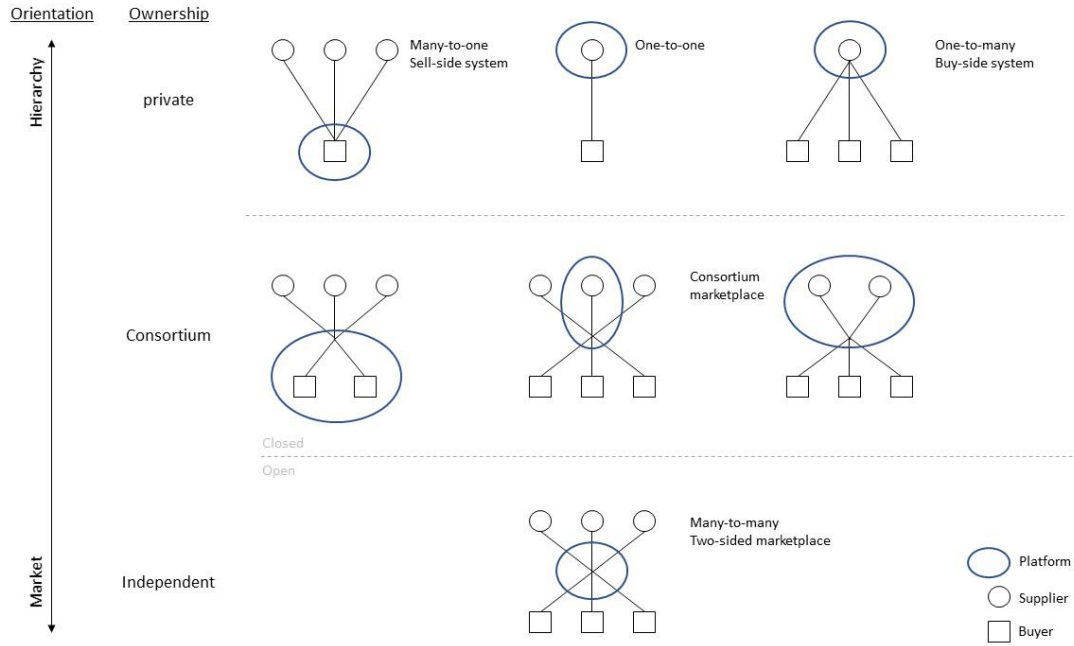 Orientation
Ownership
Many-to-one
Sell-side system
One-to-one
One-to-many
Buy-side system
Hierarchy
private
Consortium
marketplace
Consortium
Closed
Open
Many-to-many
Two-sided marketplace
Market
Independent
Platform
Supplier
Buyer